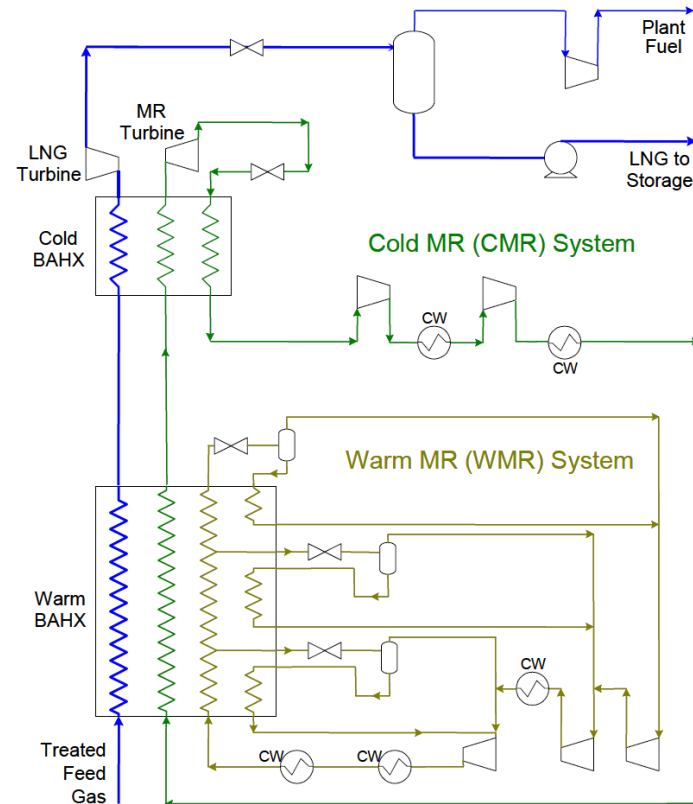 Plant
Fuel
MR
Turbine
LNG
Turbine
LNG to
Storage
Cold
BAHX
Cold MR (CMR) System
CW
CW
Warm MR (WMR) System
Warm
BAHX
CW
CW
CW
Treated
Feed
Gas